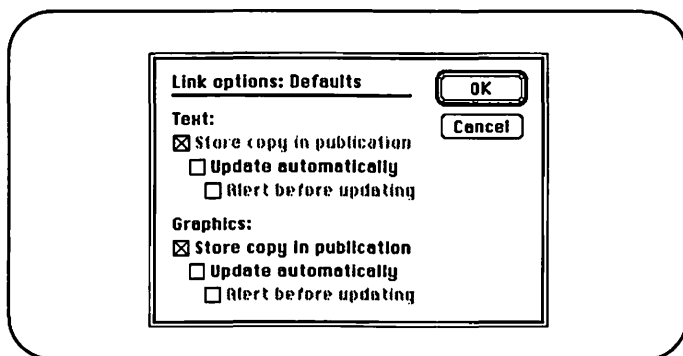 Link options: Defaults
OK
Text:
Cancel
Store copy in publication
Update automatically
Alert before updating
Graphics:
Store copy in publication
Update automatically
Alert before updating